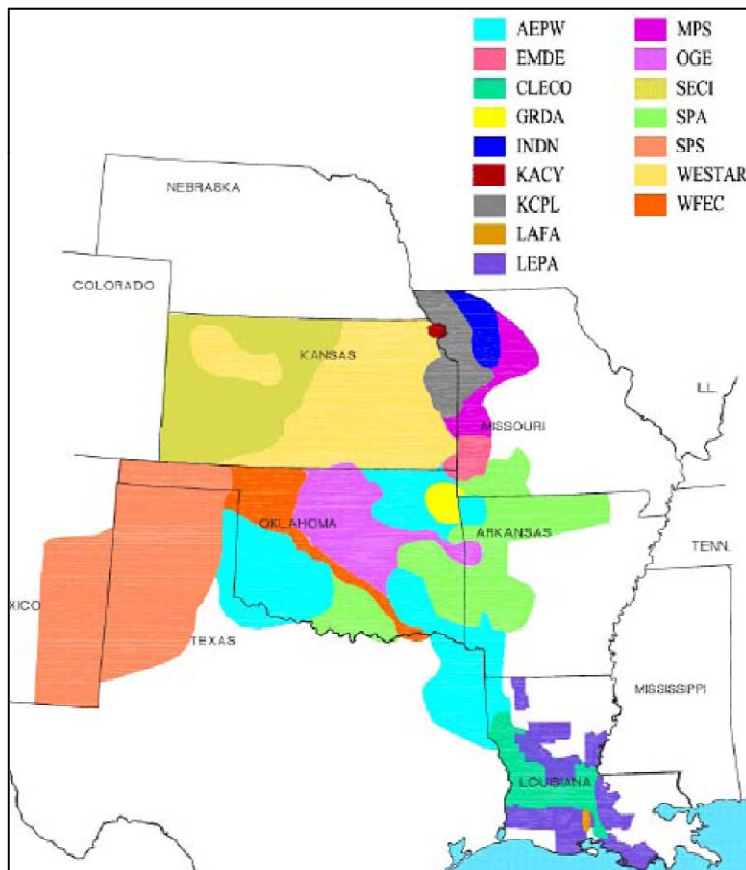 AEPW MPS
EMDE OGE
CLECO SECI
GRDA SPA
INDN SPS
KACY WESTAR
KCPL WFEC
LAFA
LEPA
NEBRASKA
COLORADO
KANSAS
ILL.
MISSOURI
OKLAHOMA
ARKANSAS
TENN.
XICO
TEXAS
MISSISSIPPI
LOUISIANA